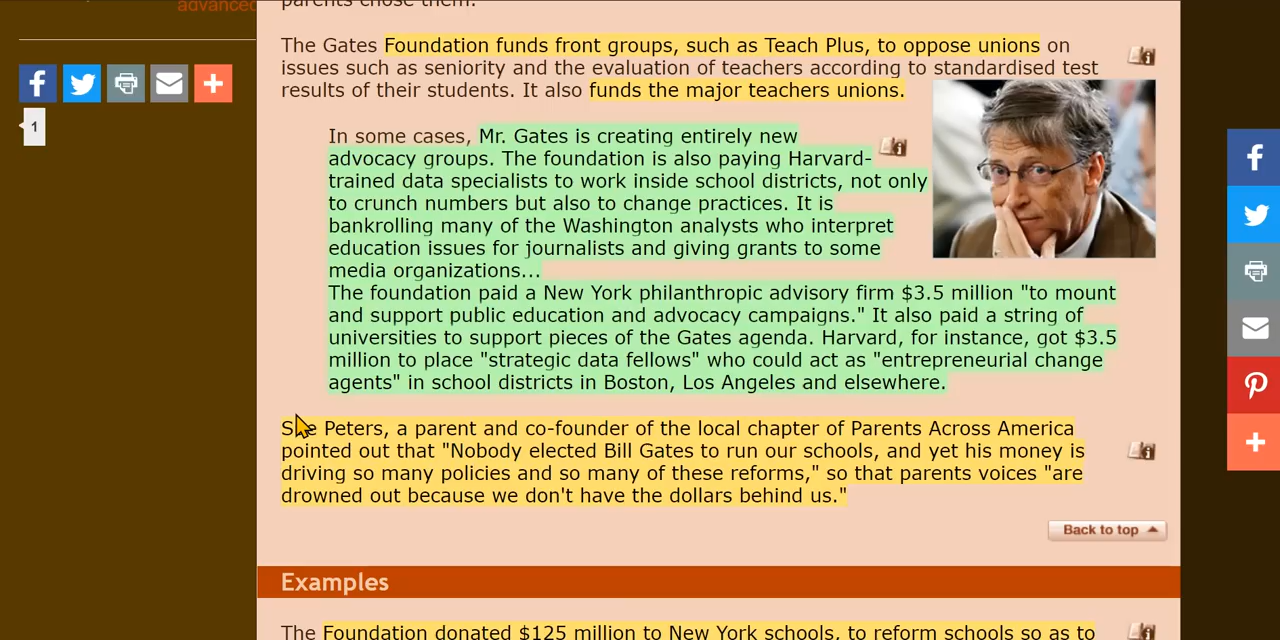 advanced
parents chose them.
1
The Gates Foundation funds front groups, such as Teach Plus, to oppose unions on
issues such as seniority and the evaluation of teachers according to standardised test
results of their students. It also funds the major teachers unions.
In some cases, Mr. Gates is creating entirely new
advocacy groups. The foundation is also paying Harvard-
trained data specialists to work inside school districts, not only
to crunch numbers but also to change practices. It is
bankrolling many of the Washington analysts who interpret
education issues for journalists and giving grants to some
media organizations...
The foundation paid a New York philanthropic advisory firm $3.5 million "to mount
and support public education and advocacy campaigns." It also paid a string of
universities to support pieces of the Gates agenda. Harvard, for instance, got $3.5
million to place "strategic data fellows" who could act as "entrepreneurial change
agents" in school districts in Boston, Los Angeles and elsewhere.
Peters, a parent and co-founder of the local chapter of Parents Across America
pointed out that "Nobody elected Bill Gates to run our schools, and yet his money is
driving so many policies and so many of these reforms," so that parents voices "are
drowned out because we don't have the dollars behind us."
Back to top
Examples
The Foundation donated $125 million to New York schools, to reform schools so as to